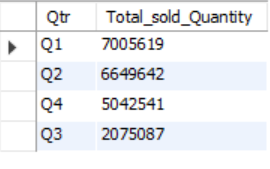 Qtr Total_sold_Quantity
Q1 7005619
Q2 6649642
Q4 5042541
Q3 2075087